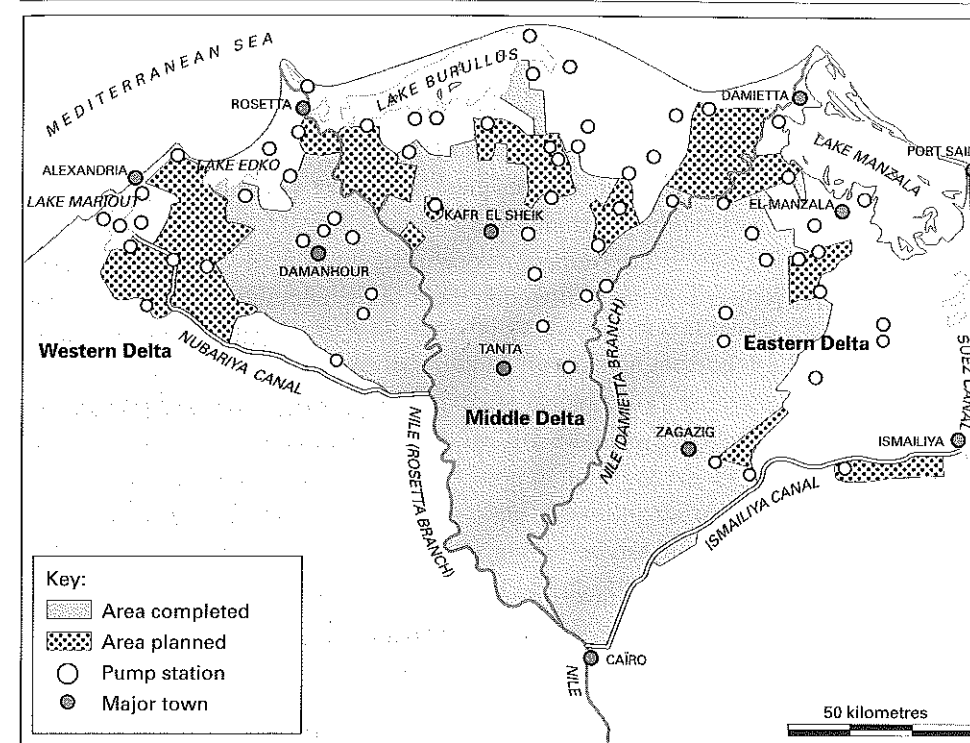 MEDITERRANEAN SEA
LAKE BURULLOS
ROSETTA
DAMIETTA
LAKE MANZALA
PORT SAID
ALEXANDRIA
LAKE EDKO
LAKE MARIOUT
EL-MANZALA
KAFR EL SHEIK
DAMANHOUR
Western Delta
NUBARIYA CANAL
TANTA
NILE (DAMIETTA BRANCH)
Eastern Delta
SUEZ CANAL
Middle Delta
ZAGAZIG
ISMAILIYA
NILE (ROSETTA BRANCH)
ISMAILIYA CANAL
Key:
Area completed
Area planned
Pump station
Major town
CAÏRO
NILE
50 kilometres